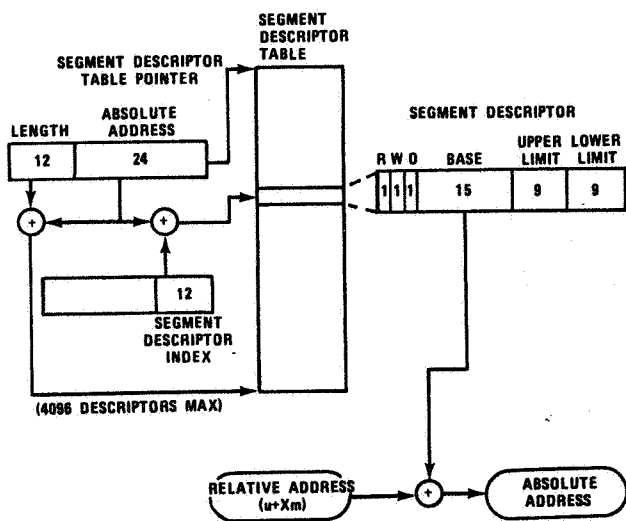 SEGMENT
DESCRIPTOR
TABLE
SEGMENT DESCRIPTOR
TABLE POINTER
LENGTH
ABSOLUTE
ADDRESS
12
24
SEGMENT DESCRIPTOR
R W O
BASE
UPPER
LIMIT
LOWER
LIMIT
1 1 1
15
9
9
+
+
12
SEGMENT
DESCRIPTOR
INDEX
(4096 DESCRIPTORS MAX)
RELATIVE ADDRESS
(u+Xm)
+
ABSOLUTE
ADDRESS